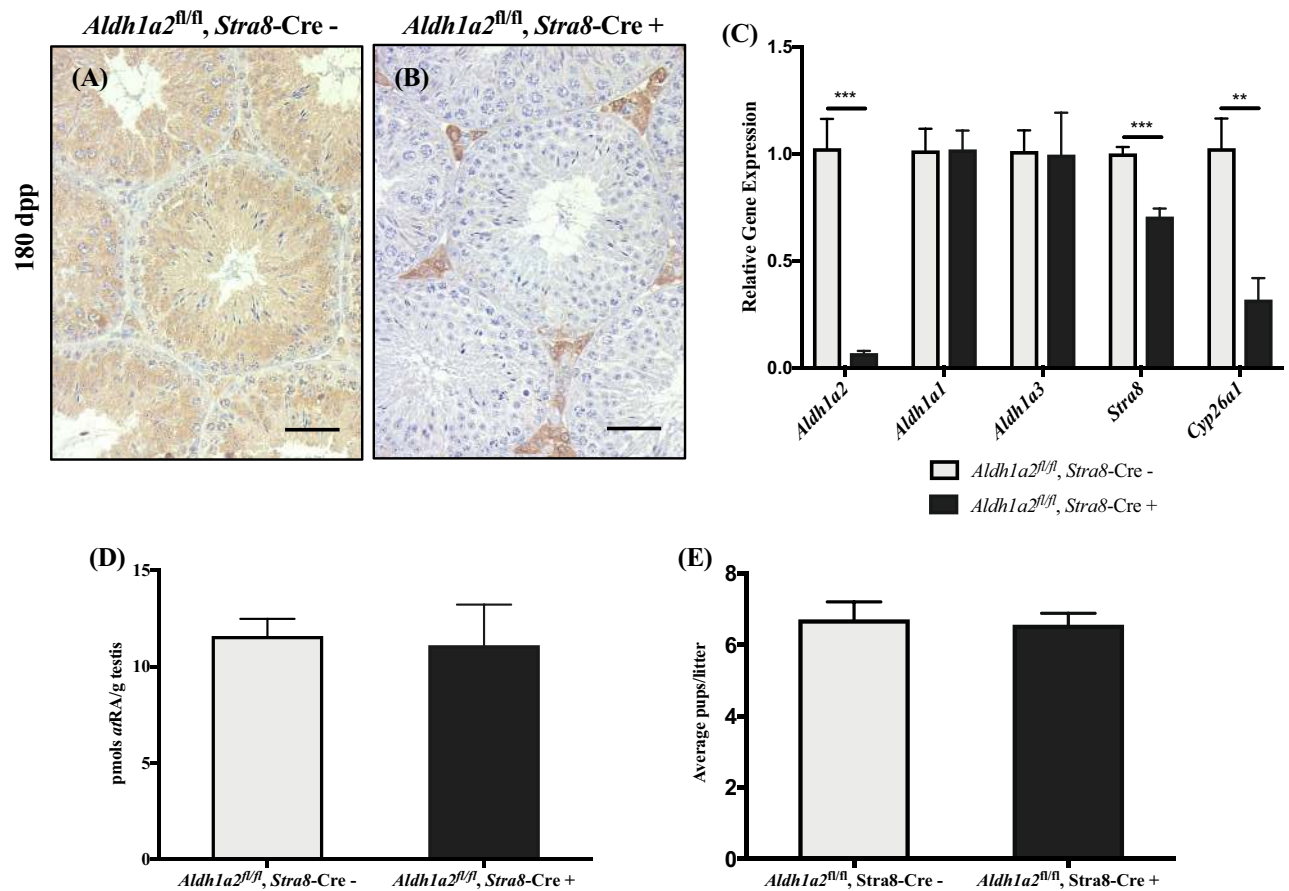 Aldh1a2fl/fl, Stra8-Cre -
Aldh1a2fl/fl, Stra8-Cre +
(A)
(B)
180 dpp
(C)
Relative Gene Expression
1.5
1.0
0.5
0.0
***
***
**
Aldh1a2
Aldh1a1
Aldh1a3
Stra8
Cyp26a1
Aldh1a2fl/fl, Stra8-Cre -
Aldh1a2fl/fl, Stra8-Cre +
(D)
pmols atRA/g testis
15
10
5
0
Aldh1a2fl/fl, Stra8-Cre -
Aldh1a2fl/fl, Stra8-Cre +
(E)
Average pups/litter
8
6
4
2
0
Aldh1a2fl/fl, Stra8-Cre -
Aldh1a2fl/fl, Stra8-Cre +